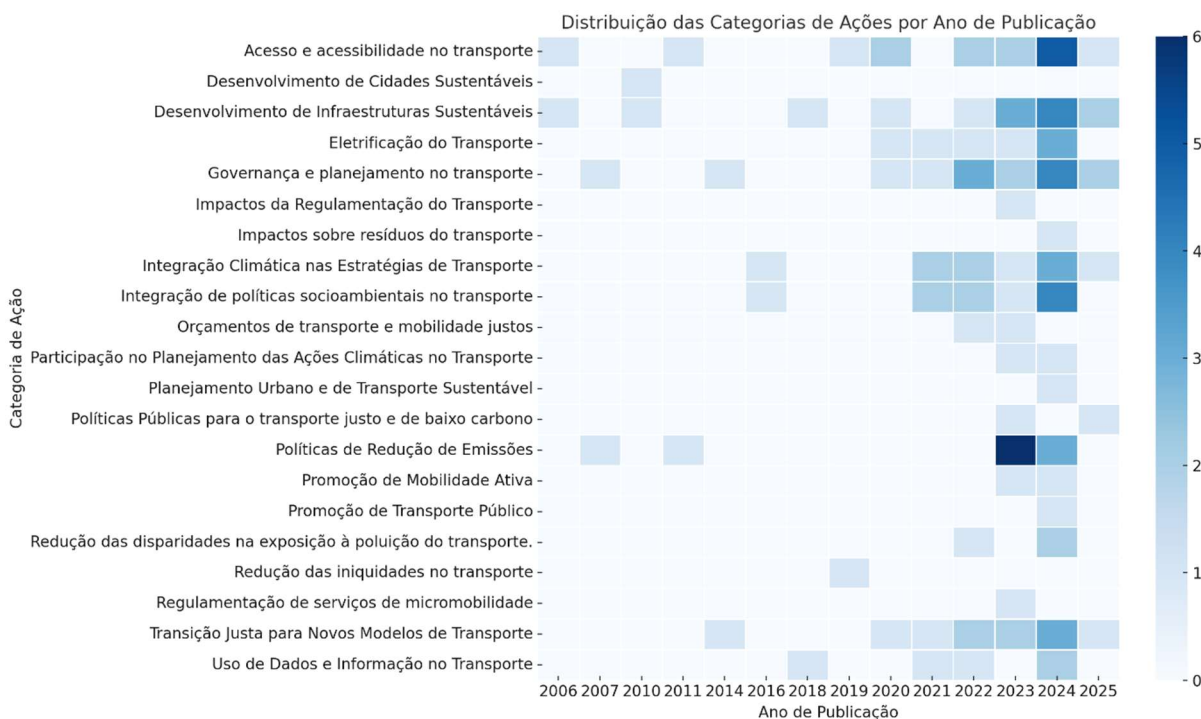 Distribuição das Categorias de Ações por Ano de Publicação
Acesso e acessibilidade no transporte
Desenvolvimento de Cidades Sustentáveis
Desenvolvimento de Infraestruturas Sustentáveis
Eletrificação do Transporte
Governança e planejamento no transporte
Impactos da Regulamentação do Transporte
Impactos sobre resíduos do transporte
Integração Climática nas Estratégias de Transporte
Integração de políticas socioambientais no transporte
Orçamentos de transporte e mobilidade justos
Participação no Planejamento das Ações Climáticas no Transporte
Planejamento Urbano e de Transporte Sustentável
Políticas Públicas para o transporte justo e de baixo carbono
Políticas de Redução de Emissões
Promoção de Mobilidade Ativa
Promoção de Transporte Público
Redução das disparidades na exposição à poluição do transporte.
Redução das iniquidades no transporte
Regulamentação de serviços de micromobilidade
Transição Justa para Novos Modelos de Transporte
Uso de Dados e Informação no Transporte
Categoria de Ação
2006 2007 2010 2011 2014 2016 2018 2019 2020 2021 2022 2023 2024 2025
Ano de Publicação
6
5
4
3
2
1
0